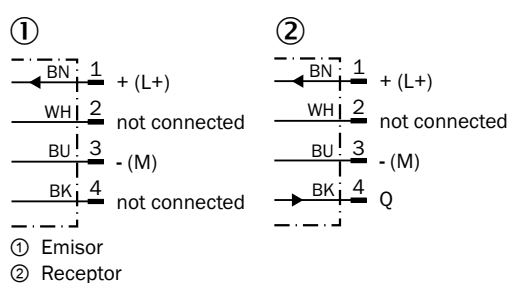 ① ②
BN 1 + (L+)
WH 2 not connected
BU 3 - (M)
BK 4 not connected
BN 1 + (L+)
WH 2 not connected
BU 3 - (M)
BK 4 Q
① Emisor
② Receptor